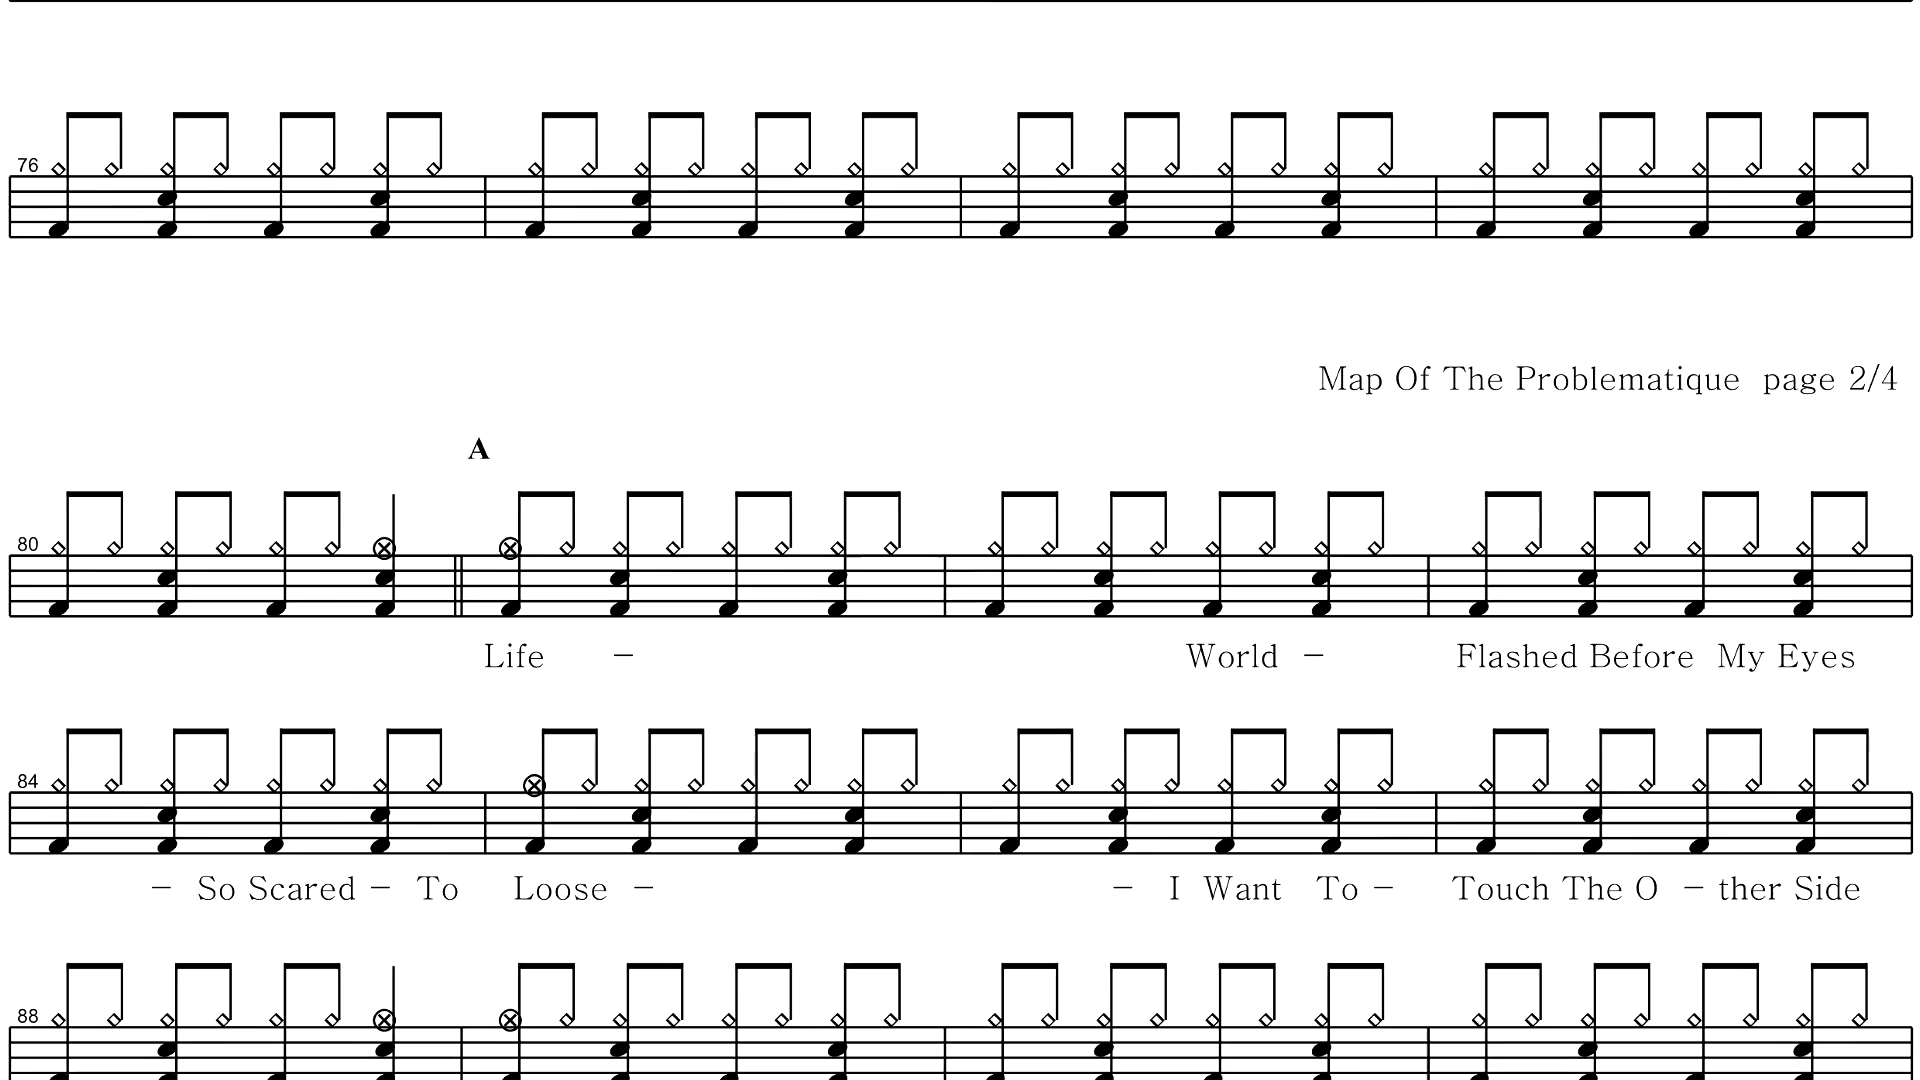 76
Map Of The Problematique page 2/4
A
80
Life – World – Flashed Before My Eyes
84
– So Scared – To Loose – – I Want To – Touch The O – ther Side
88